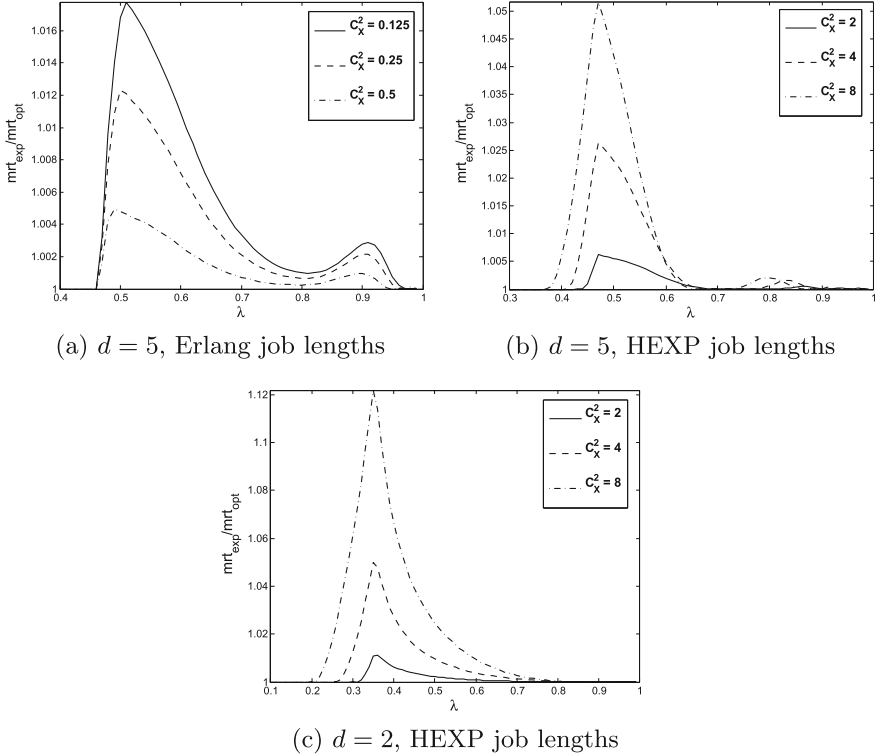 1.016
1.014
1.012
1.01
1.008
1.006
1.004
1.002
1
mrt_exp/mrt_opt
C_X^2 = 0.125
C_X^2 = 0.25
C_X^2 = 0.5
0.4 0.5 0.6 0.7 0.8 0.9 1
λ
(a) d = 5, Erlang job lengths
1.05
1.045
1.04
1.035
1.03
1.025
1.02
1.015
1.01
1.005
1
mrt_exp/mrt_opt
C_X^2 = 2
C_X^2 = 4
C_X^2 = 8
0.3 0.4 0.5 0.6 0.7 0.8 0.9 1
λ
(b) d = 5, HEXP job lengths
1.12
1.1
1.08
1.06
1.04
1.02
1
mrt_exp/mrt_opt
C_X^2 = 2
C_X^2 = 4
C_X^2 = 8
0.1 0.2 0.3 0.4 0.5 0.6 0.7 0.8 0.9 1
λ
(c) d = 2, HEXP job lengths